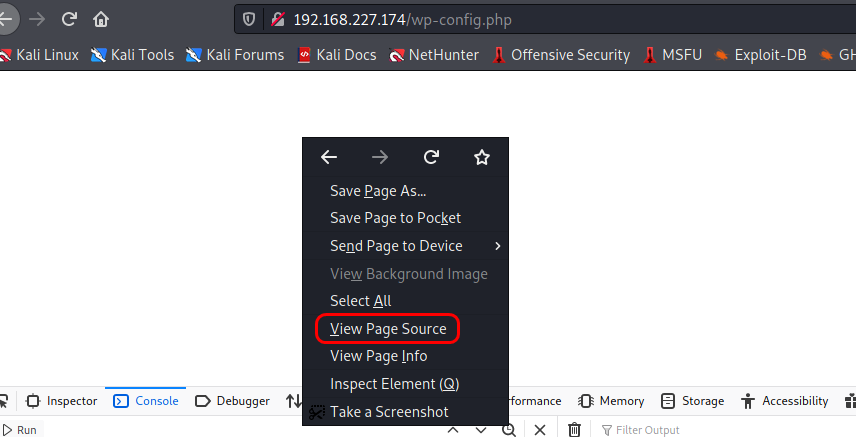 192.168.227.174/wp-config.php
Kali Linux Kali Tools Kali Forums Kali Docs NetHunter Offensive Security MSFU Exploit-DB GH
Save Page As...
Save Page to Pocket
Send Page to Device
View Background Image
Select All
View Page Source
View Page Info
Inspect Element (Q)
Take a Screenshot
Inspector Console Debugger rformance Memory Storage Accessibility
Run Filter Output